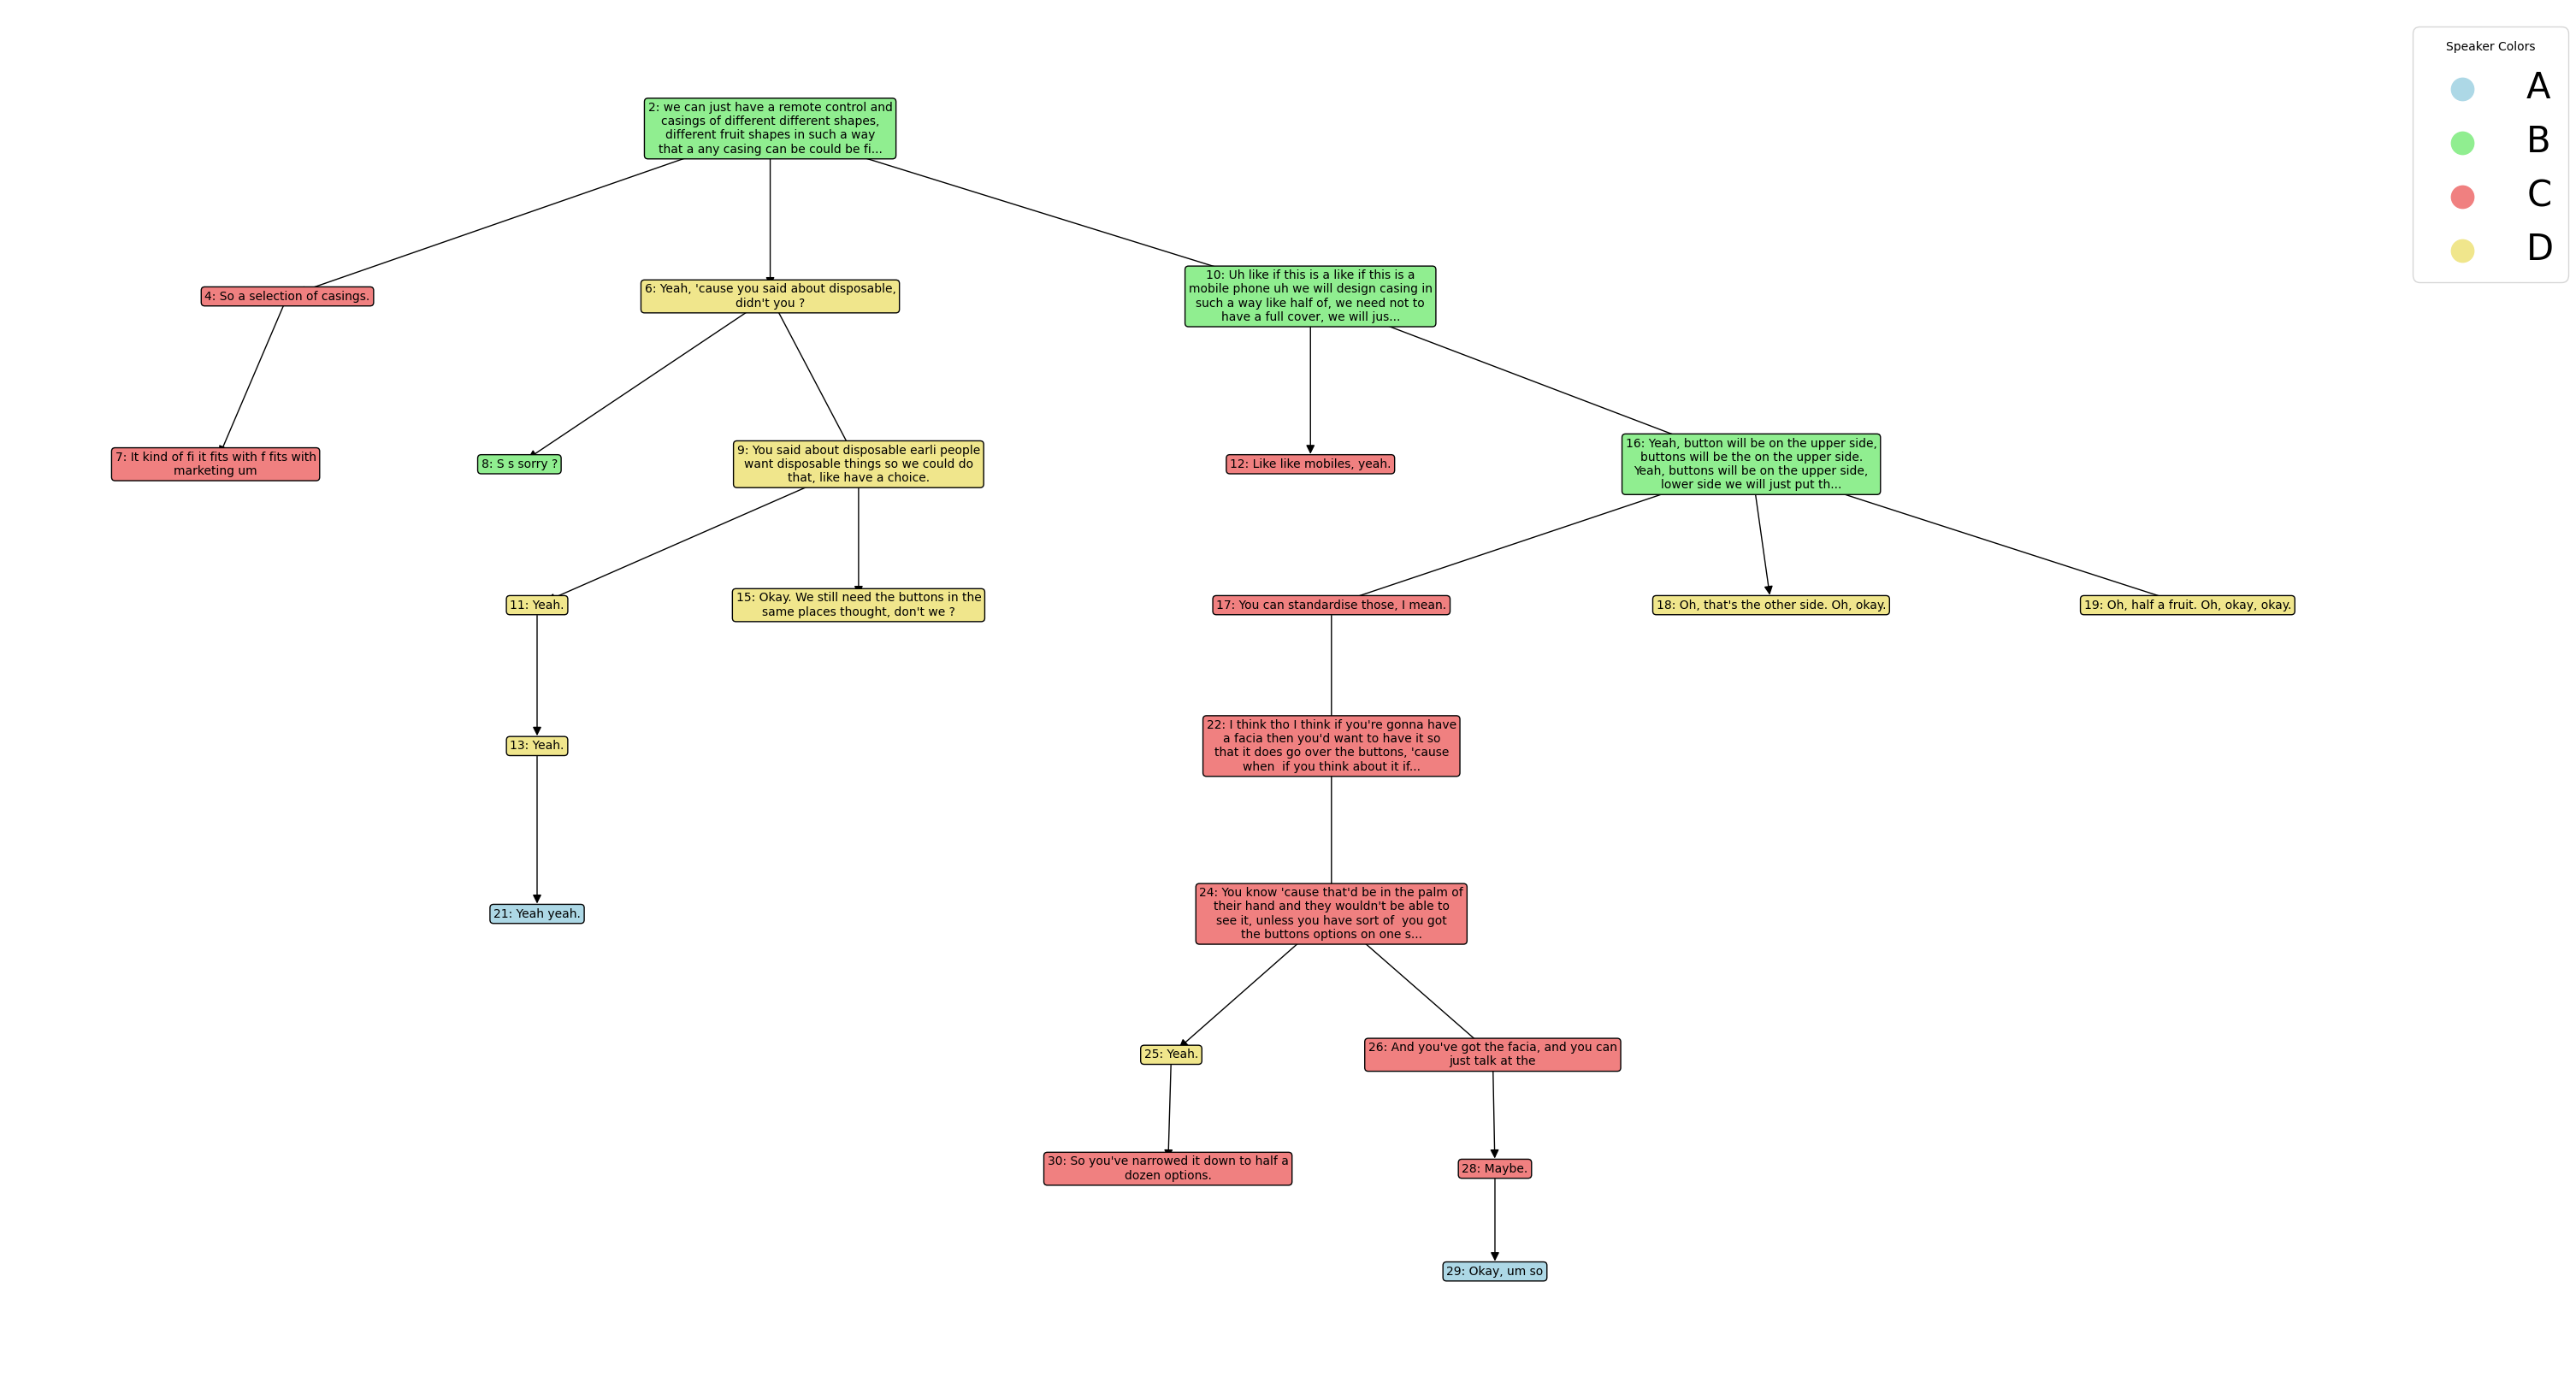 Speaker Colors
A
B
C
D
2: we can just have a remote control and
casings of different different shapes,
different fruit shapes in such a way
that a any casing can be could be fi...
4: So a selection of casings.
6: Yeah, 'cause you said about disposable,
didn't you ?
10: Uh like if this is a like if this is a
mobile phone uh we will design casing in
such a way like half of, we need not to
have a full cover, we will jus...
7: It kind of fi it fits with f fits with
marketing um
8: S s sorry ?
9: You said about disposable earli people
want disposable things so we could do
that, like have a choice.
12: Like like mobiles, yeah.
16: Yeah, button will be on the upper side,
buttons will be the on the upper side.
Yeah, buttons will be on the upper side,
lower side we will just put th...
11: Yeah.
15: Okay. We still need the buttons in the
same places thought, don't we ?
17: You can standardise those, I mean.
18: Oh, that's the other side. Oh, okay.
19: Oh, half a fruit. Oh, okay, okay.
13: Yeah.
22: I think tho I think if you're gonna have
a facia then you'd want to have it so
that it does go over the buttons, 'cause
when  if you think about it if...
21: Yeah yeah.
24: You know 'cause that'd be in the palm of
their hand and they wouldn't be able to
see it, unless you have sort of  you got
the buttons options on one s...
25: Yeah.
26: And you've got the facia, and you can
just talk at the
30: So you've narrowed it down to half a
dozen options.
28: Maybe.
29: Okay, um so